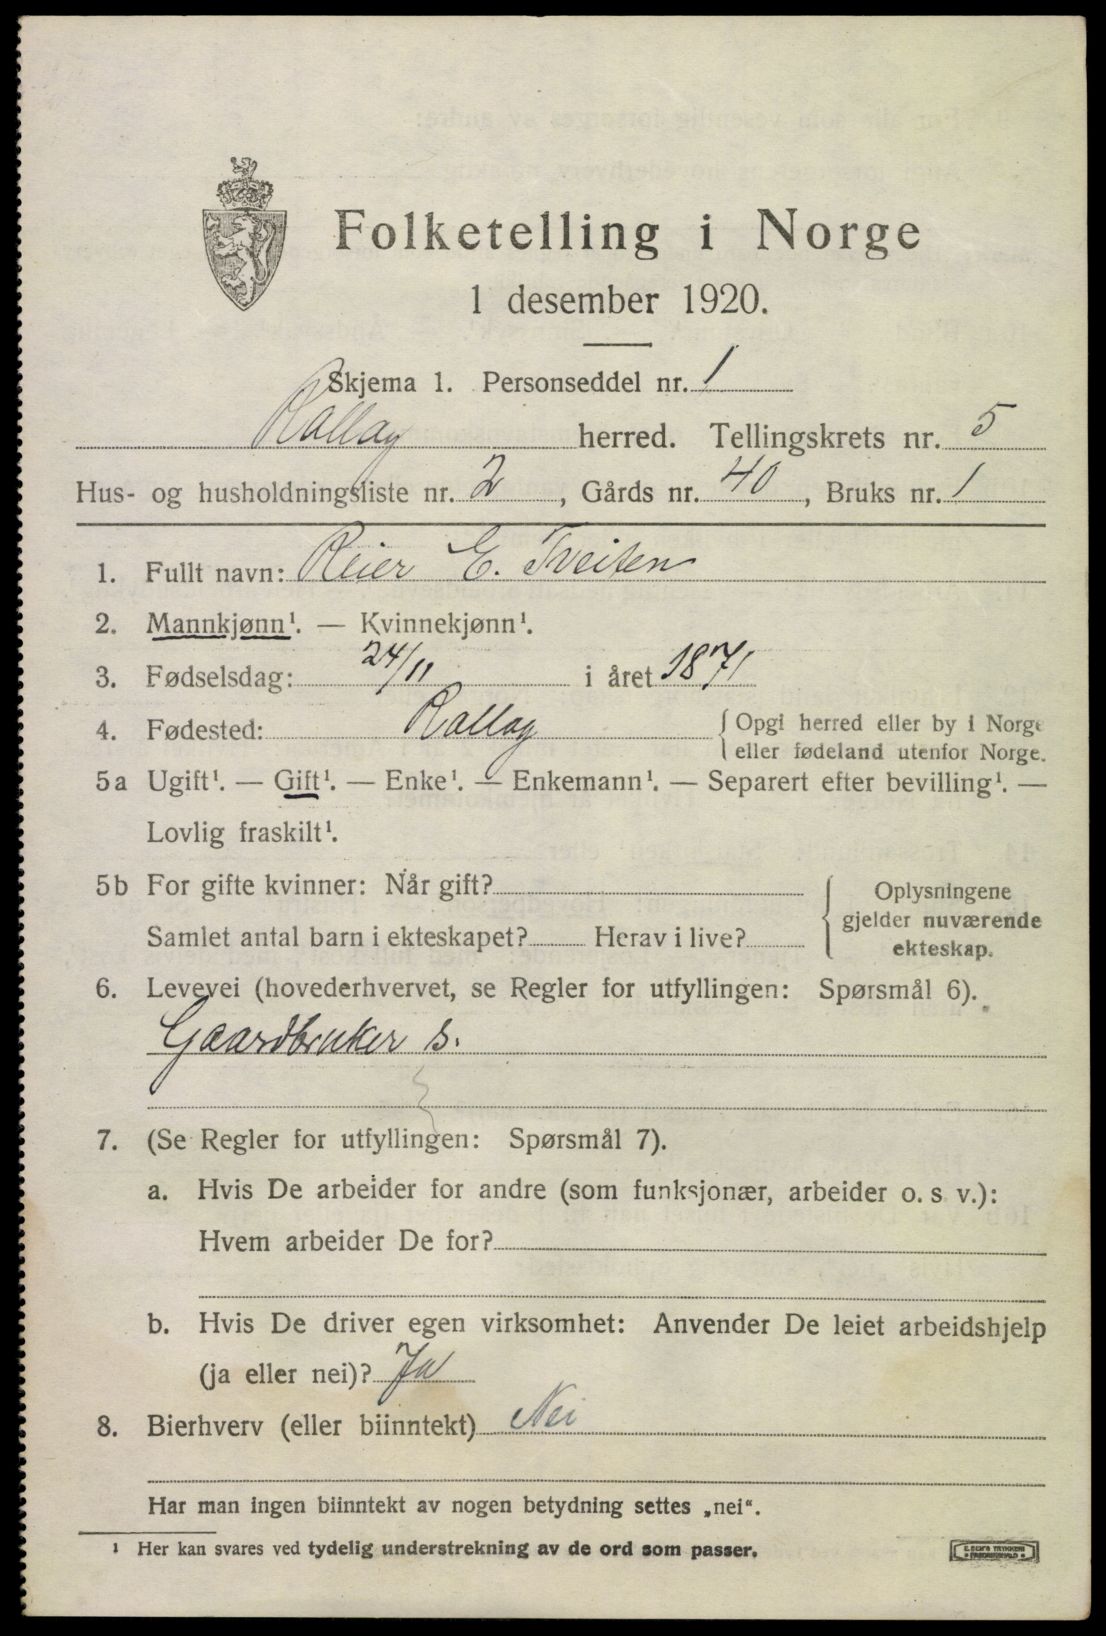 Folketelling i Norge
1 desember 1920.
Skjema 1. Personseddel nr. 1
Rollag herred. Tellingskrets nr. 5
Hus- og husholdningsliste nr. 2, Gårds nr. 40, Bruks nr. 1
1. Fullt navn: Reier E. Tveiten
2. Mannkjønn¹. — Kvinnekjønn¹.
3. Fødselsdag: 24/11 i året 1871
4. Fødested: Rollag { Opgi herred eller by i Norge
eller fødeland utenfor Norge.
5a Ugift¹. — Gift¹. — Enke¹. — Enkemann¹. — Separert efter bevilling¹. —
Lovlig fraskilt¹.
5b For gifte kvinner: Når gift?
Samlet antal barn i ekteskapet? Herav i live?
{ Oplysningene
gjelder nuværende
ekteskap.
6. Levevei (hovederhvervet, se Regler for utfyllingen: Spørsmål 6).
Gaardbruker s.
7. (Se Regler for utfyllingen: Spørsmål 7).
a. Hvis De arbeider for andre (som funksjonær, arbeider o. s v.):
Hvem arbeider De for?
b. Hvis De driver egen virksomhet: Anvender De leiet arbeidshjelp
(ja eller nei)? Ja
8. Bierhverv (eller biinntekt) Nei
Har man ingen biinntekt av nogen betydning settes „nei“.
¹ Her kan svares ved tydelig understrekning av de ord som passer.